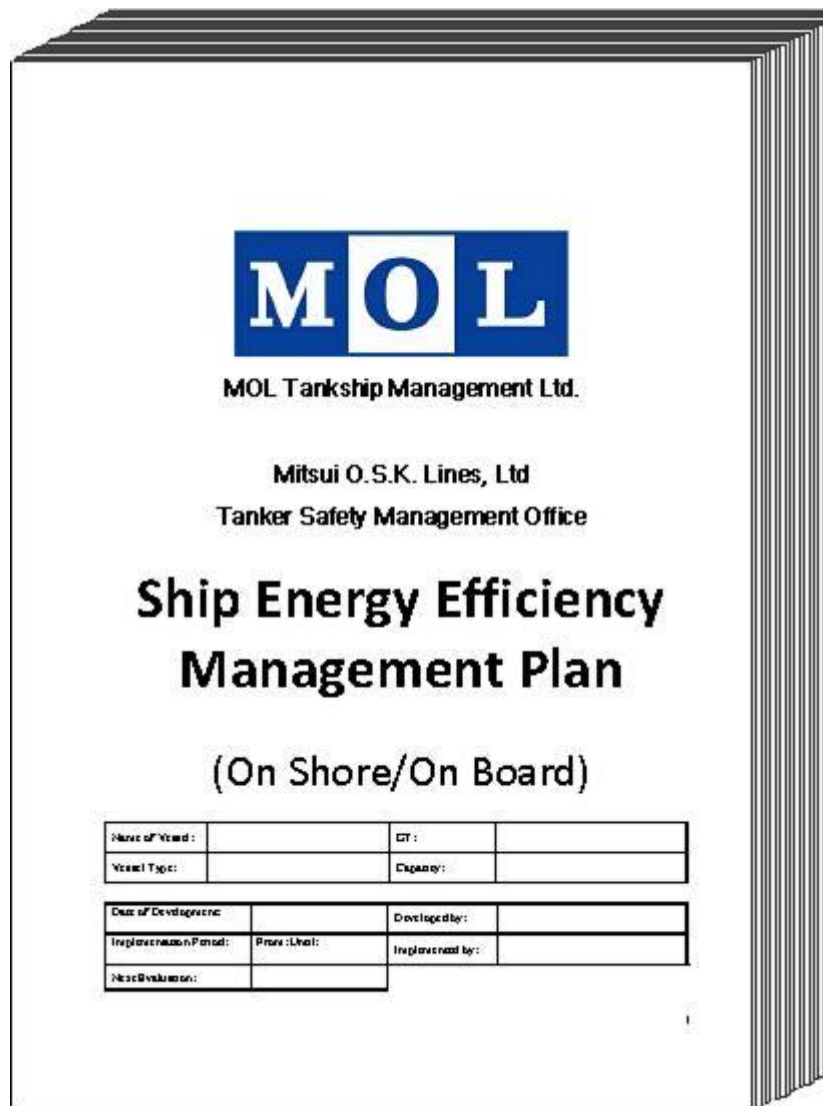 MOL
MOL Tankship Management Ltd.
Mitsui O.S.K. Lines, Ltd
Tanker Safety Management Office
Ship Energy Efficiency
Management Plan
(On Shore/On Board)
Name of Vessel: GT:
Vessel Type: Capacity:
Date of Development: Developed by:
Implementation Period: From: Until: Implemented by:
Next Evaluation: